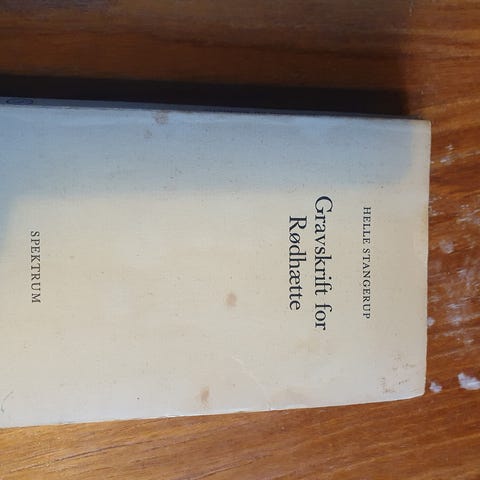 HELLE STANGERUP
Gravskrift for
Rødhætte
SPEKTRUM